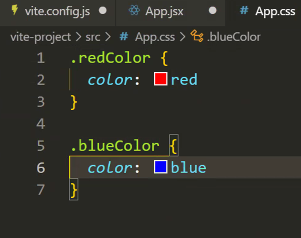 vite.config.js App.jsx # App.css
vite-project > src > # App.css > .blueColor
1 .redColor {
2 color: red
3 }
4
5 .blueColor {
6 color: blue
7 }